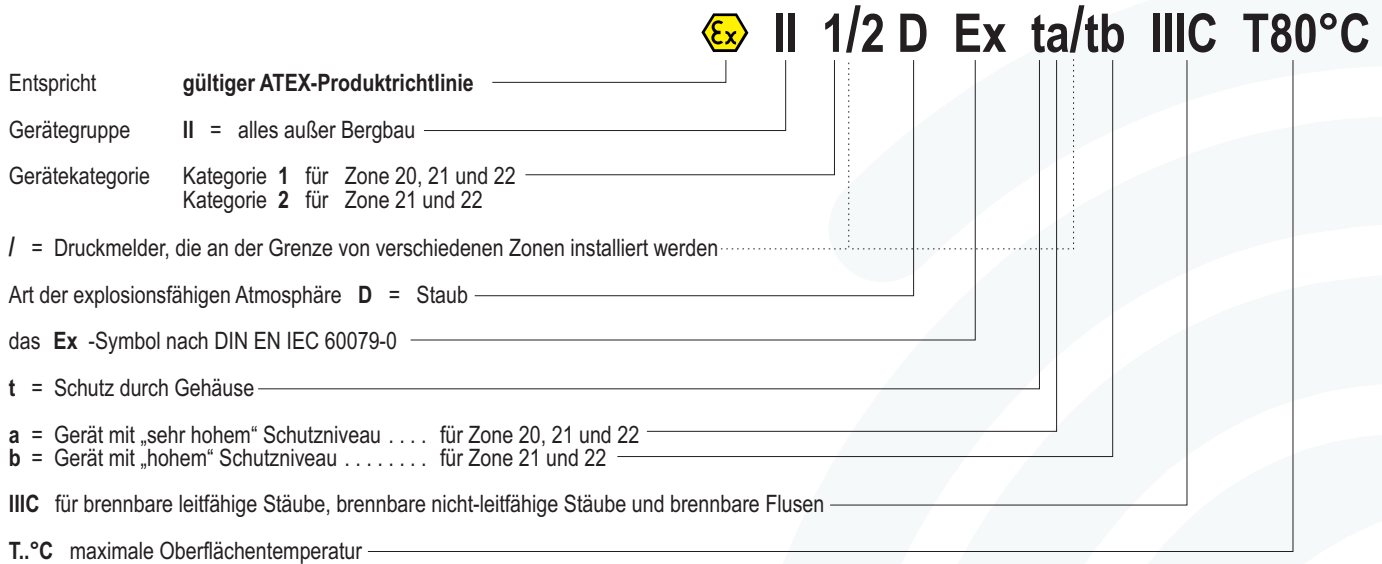 Ex II 1/2 D Ex ta/tb IIIC T80°C
Entspricht gültiger ATEX-Produktrichtlinie
Gerätegruppe II = alles außer Bergbau
Gerätekategorie Kategorie 1 für Zone 20, 21 und 22
Kategorie 2 für Zone 21 und 22
/ = Druckmelder, die an der Grenze von verschiedenen Zonen installiert werden
Art der explosionsfähigen Atmosphäre D = Staub
das Ex -Symbol nach DIN EN IEC 60079-0
t = Schutz durch Gehäuse
a = Gerät mit „sehr hohem“ Schutzniveau . . . . für Zone 20, 21 und 22
b = Gerät mit „hohem“ Schutzniveau . . . . . . . . für Zone 21 und 22
IIIC für brennbare leitfähige Stäube, brennbare nicht-leitfähige Stäube und brennbare Flusen
T..°C maximale Oberflächentemperatur